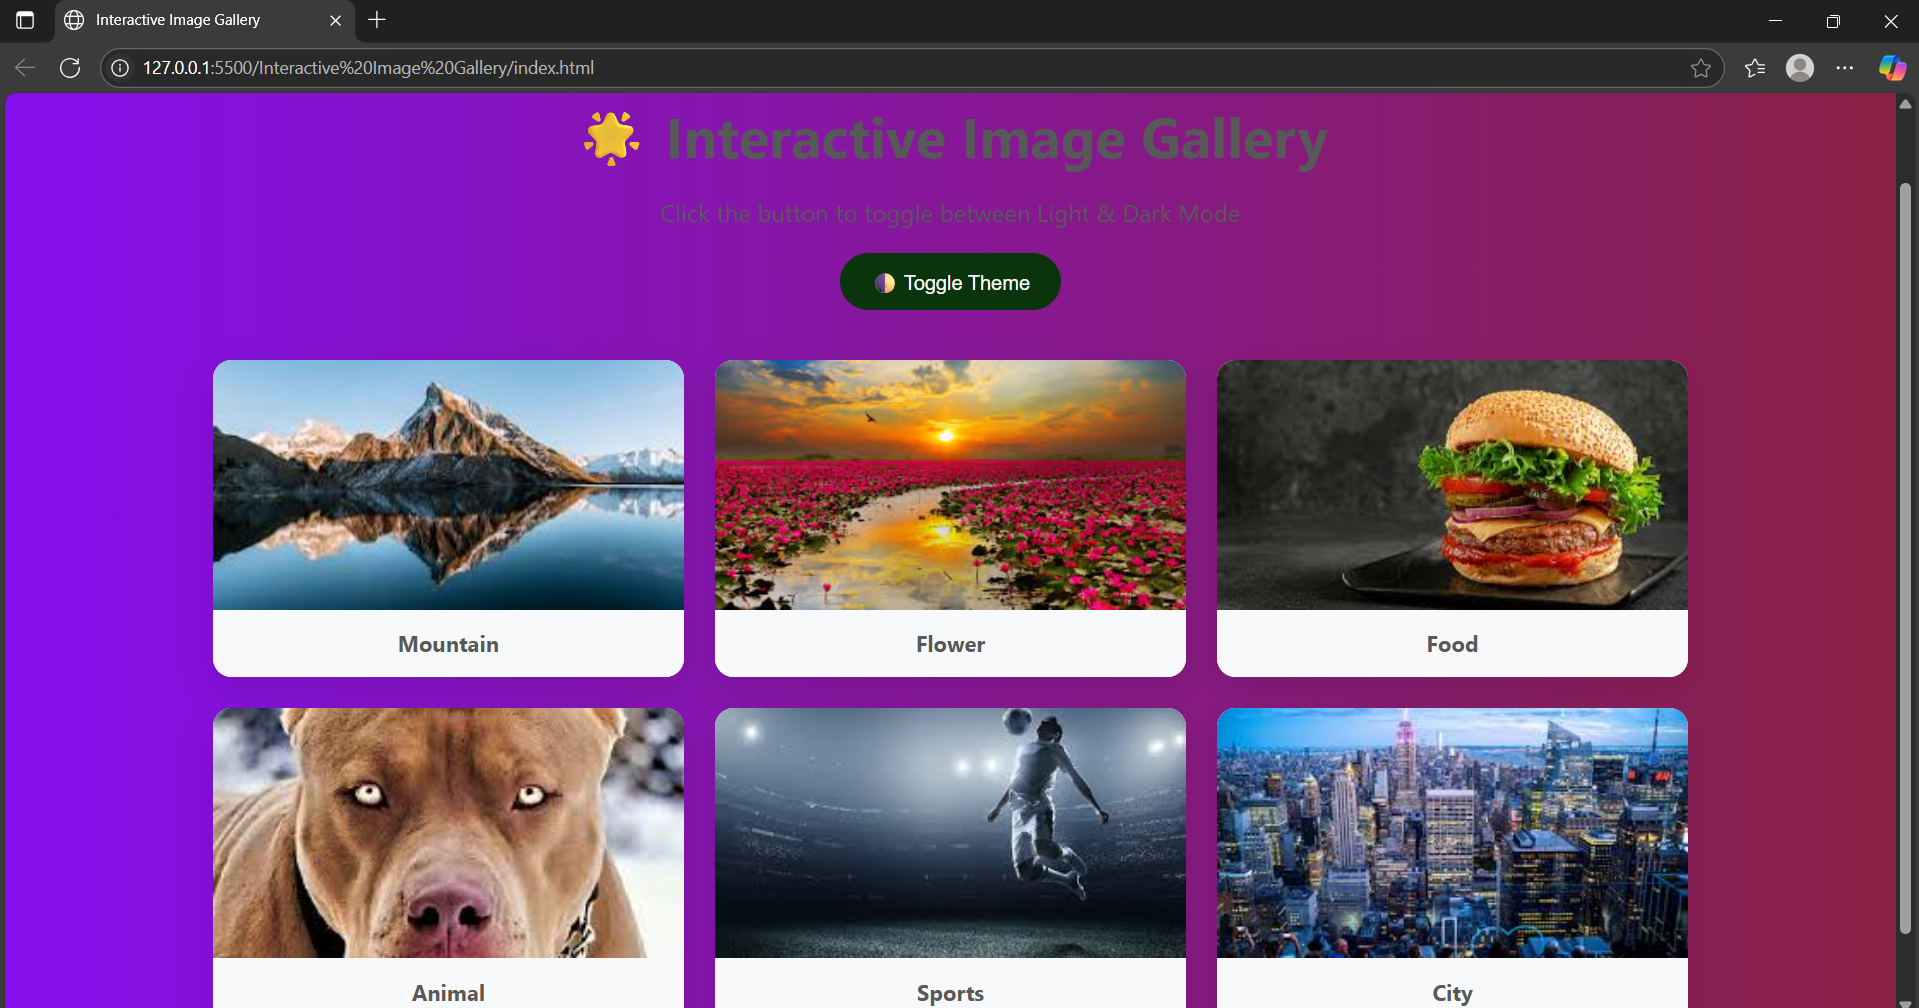 Interactive Image Gallery
127.0.0.1:5500/Interactive%20Image%20Gallery/index.html
🌟 Interactive Image Gallery
Click the button to toggle between Light & Dark Mode
🌓 Toggle Theme
Mountain
Flower
Food
Animal
Sports
City